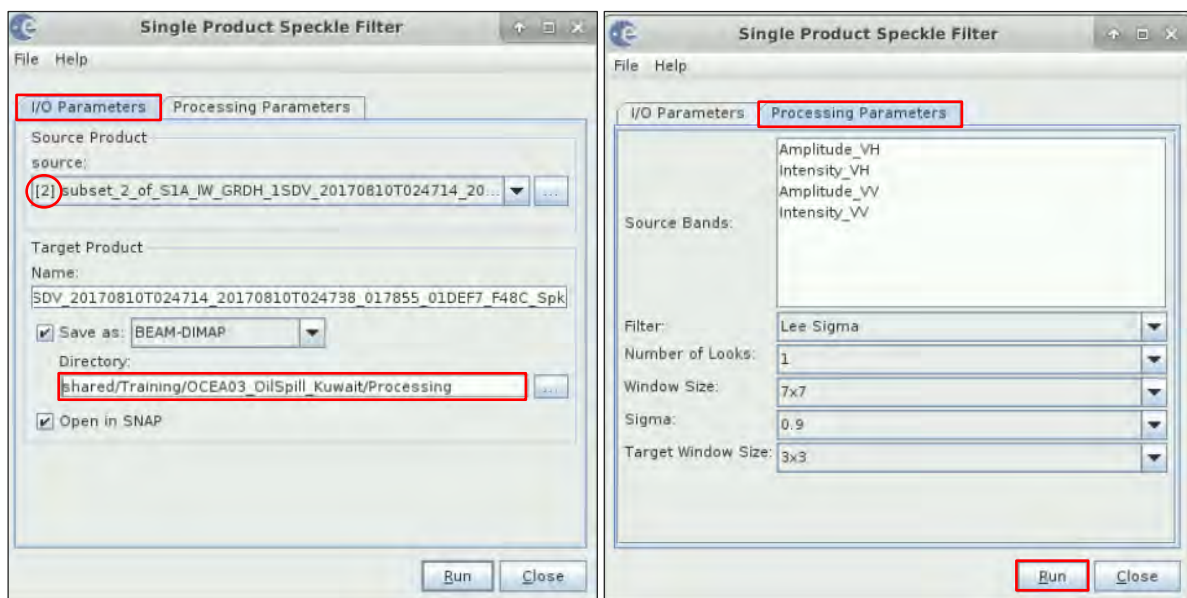 Single Product Speckle Filter
File Help
I/O Parameters Processing Parameters
Source Product
source:
[2] subset_2_of_S1A_IW_GRDH_1SDV_20170810T024714_20... ...
Target Product
Name:
SDV_20170810T024714_20170810T024738_017855_01DEF7_F48C_Spk
Save as: BEAM-DIMAP
Directory:
shared/Training/OCEA03_OilSpill_Kuwait/Processing ...
Open in SNAP
Run Close
Single Product Speckle Filter
File Help
I/O Parameters Processing Parameters
Source Bands:
Amplitude_VH
Intensity_VH
Amplitude_VV
Intensity_VV
Filter: Lee Sigma
Number of Looks: 1
Window Size: 7x7
Sigma: 0.9
Target Window Size: 3x3
Run Close